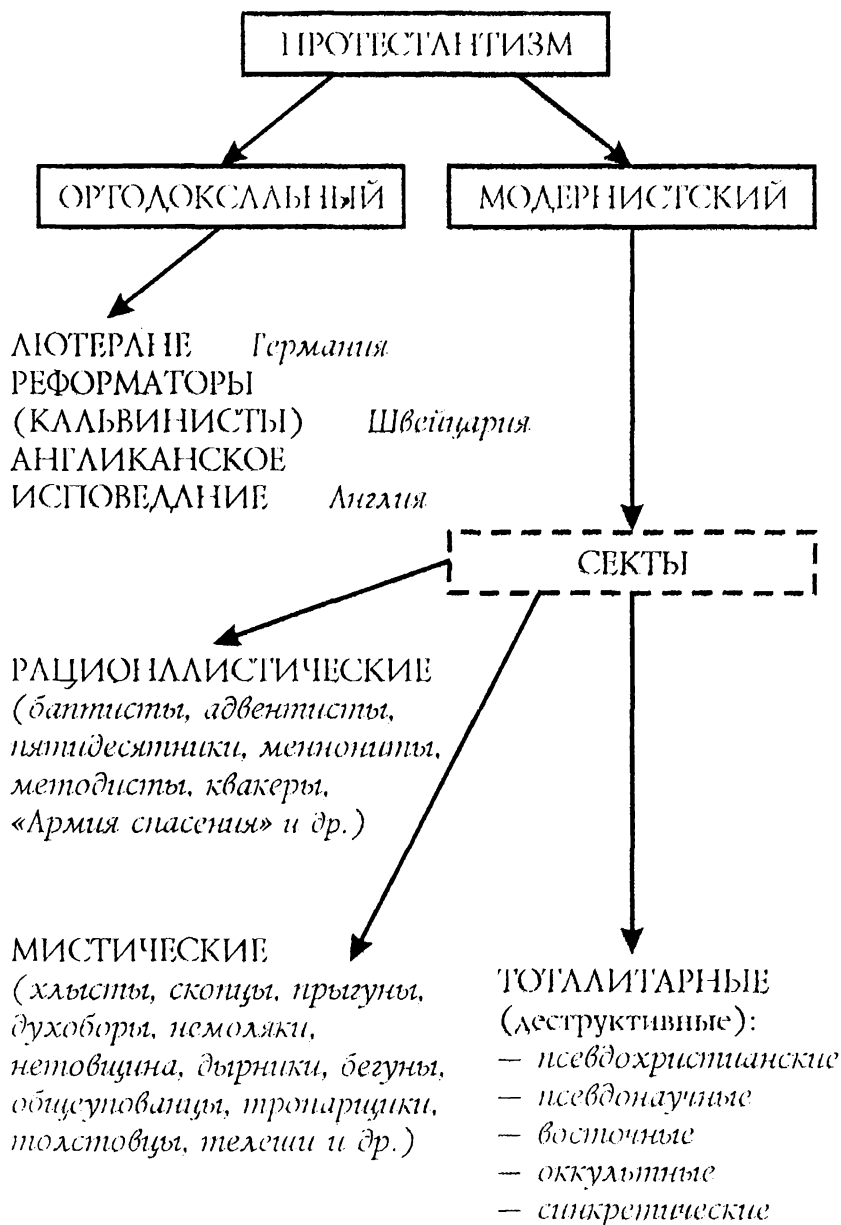 ПРОТЕСТАНТИЗМ
ОРТОДОКСАЛЬНЫЙ
МОДЕРНИСТСКИЙ
ЛЮТЕРАНЕ Германия
РЕФОРМАТОРЫ
(КАЛЬВИНИСТЫ) Швейцария
АНГЛИКАНСКОЕ
ИСПОВЕДАНИЕ Англия
СЕКТЫ
РАЦИОНАЛИСТИЧЕСКИЕ
(баптисты, адвентисты,
пятидесятники, меннониты,
методисты, квакеры,
«Армия спасения» и др.)
МИСТИЧЕСКИЕ
(хлысты, скопцы, прыгуны,
духоборы, немоляки,
нетовщина, дырники, бегуны,
общеупованцы, тропарщики,
толстовцы, телеши и др.)
ТОТАЛИТАРНЫЕ
(деструктивные):
— псевдохристианские
— псевдонаучные
— восточные
— оккультные
— синкретические